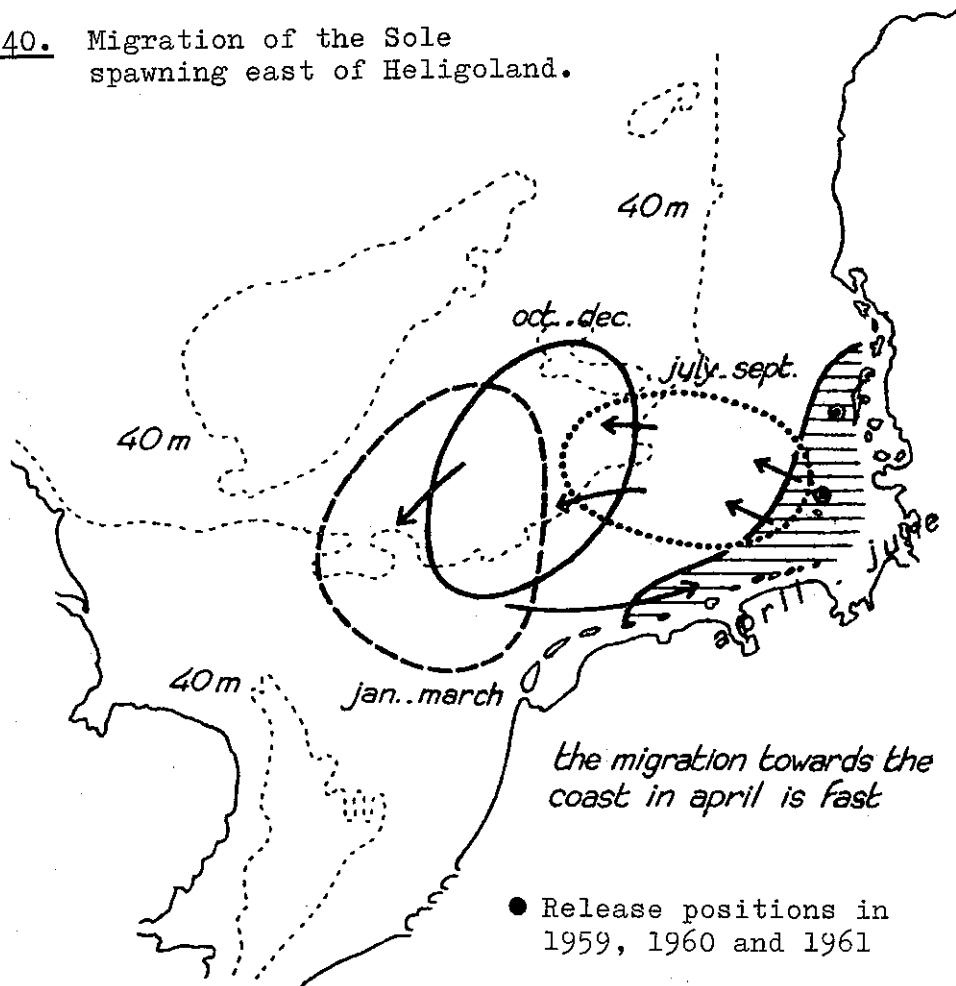 40. Migration of the Sole
spawning east of Heligoland.
40m
oct..dec.
july..sept.
40m
june
april
40m
jan..march
the migration towards the
coast in april is fast
● Release positions in
1959, 1960 and 1961